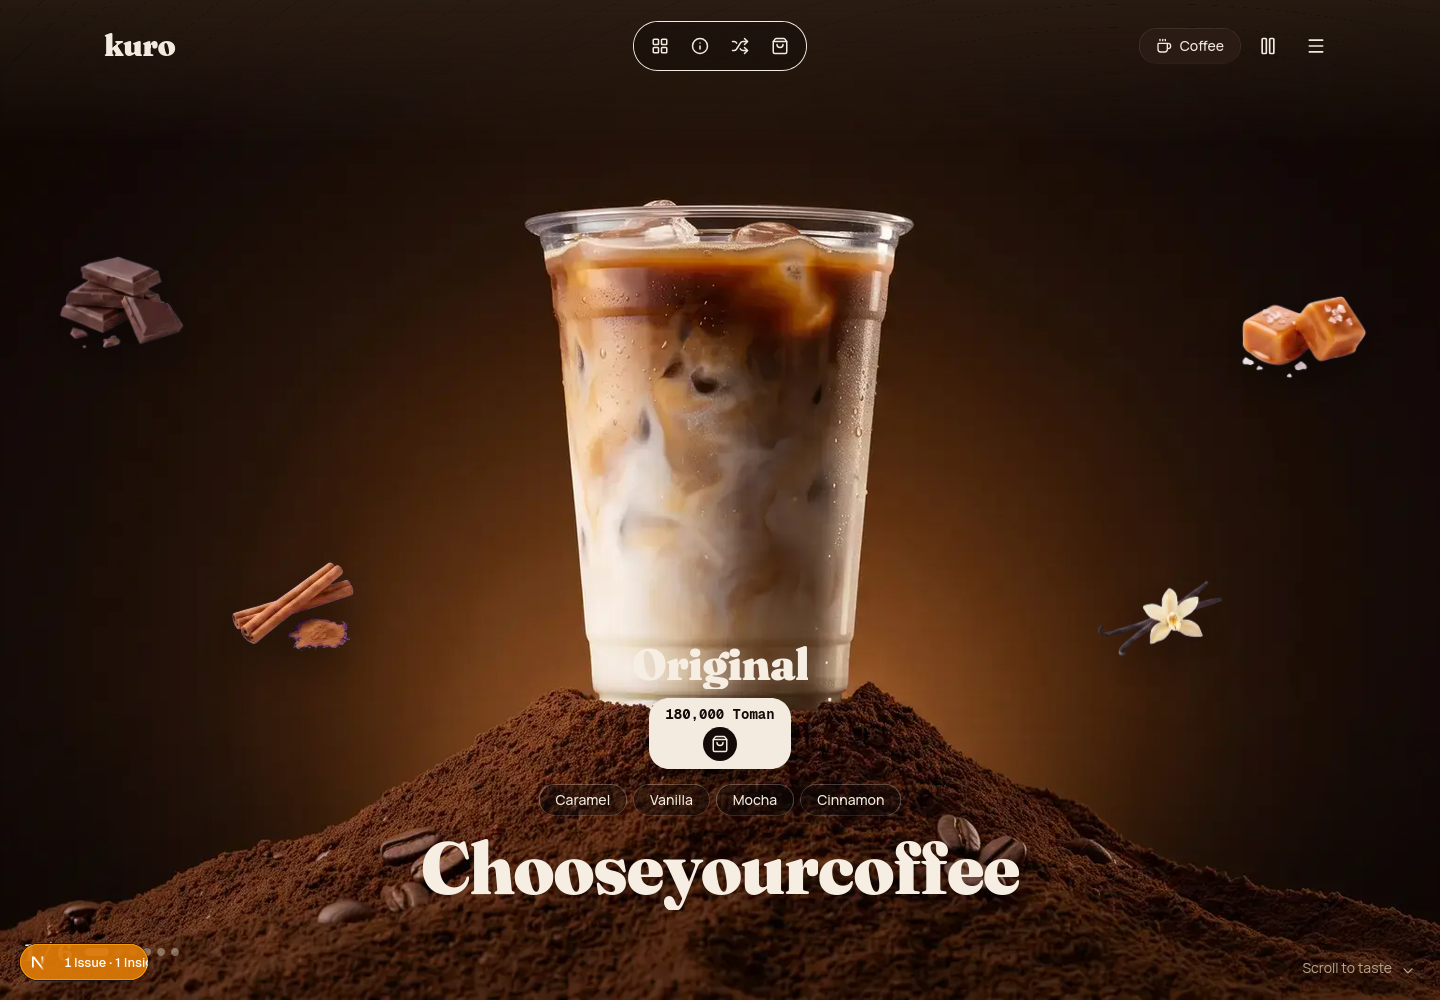 kuro
Coffee
Original
180,000 Toman
Caramel
Vanilla
Mocha
Cinnamon
Chooseyourcoffee
1 Issue · 1 Insi
Scroll to taste